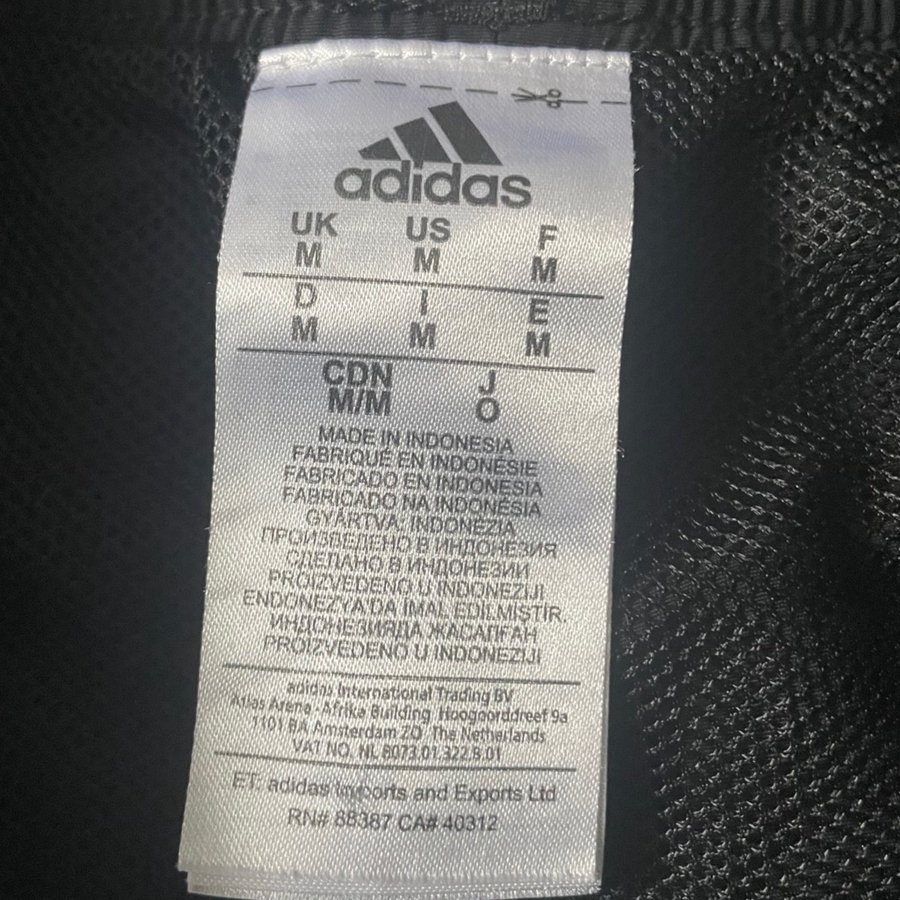 adidas
UK US F
M M M
D I E
M M M
CDN J
M/M O
MADE IN INDONESIA
FABRIQUÉ EN INDONÉSIE
FABRICADO EN INDONESIA
FABRICADO NA INDONÉSIA
GYÁRTVA: INDONÉZIA
ПРОИЗВЕДЕНО В ИНДОНЕЗИЯ
СДЕЛАНО В ИНДОНЕЗИИ
PROIZVEDENO U INDONEZIJI
ENDONEZYA'DA İMAL EDİLMİŞTİR.
ИНДОНЕЗИЯДА ЖАСАЛҒАН
PROIZVEDENO U INDONEZIJI
adidas International Trading BV
Atlas Arena - Afrika Building Hoogoorddreef 9a
1101 BA Amsterdam ZO The Netherlands
VAT NO. NL 8073.01.322.B.01
ET: adidas Imports and Exports Ltd
RN# 88387 CA# 40312